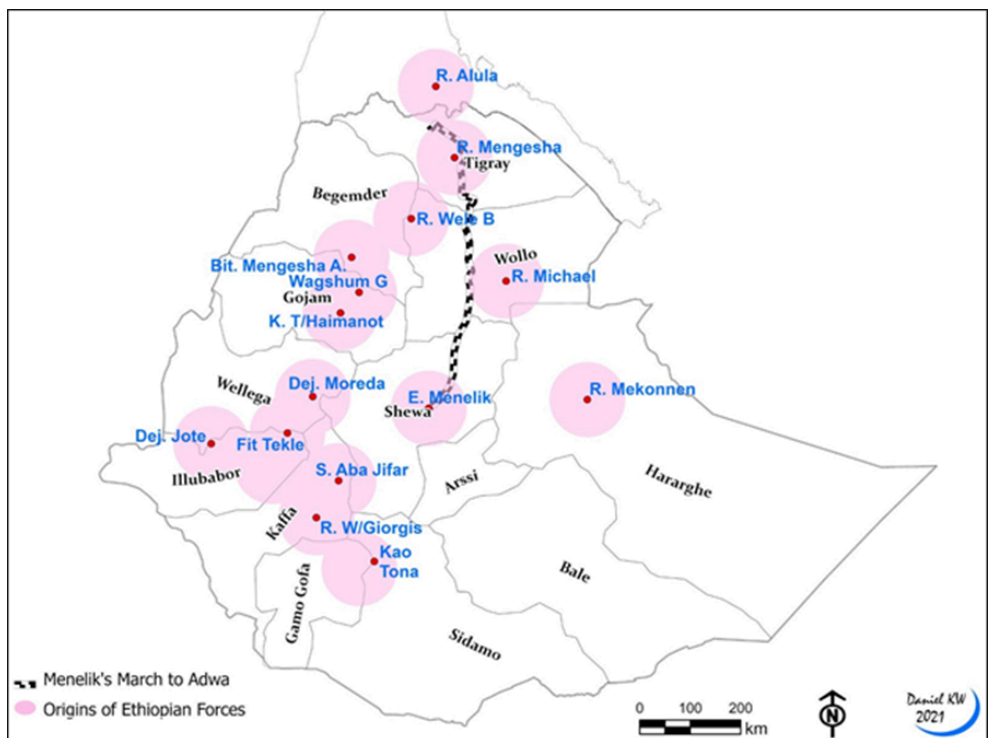 R. Alula
R. Mengesha
Tigray
Begemder
R. Wele B
Wollo
Bit. Mengesha A.
R. Michael
Wagshum G
Gojam
K. T/Haimanot
Dej. Moreda
Wellega
E. Menelik
Shewa
R. Mekonnen
Dej. Jote
Fit Tekle
S. Aba Jifar
Illubabor
Arssi
Hararghe
Kaffa
R. W/Giorgis
Kao
Tona
Bale
Gamo Gofa
Sidamo
Menelik's March to Adwa
Origins of Ethiopian Forces
0 100 200
km
N
Daniel KW
2021